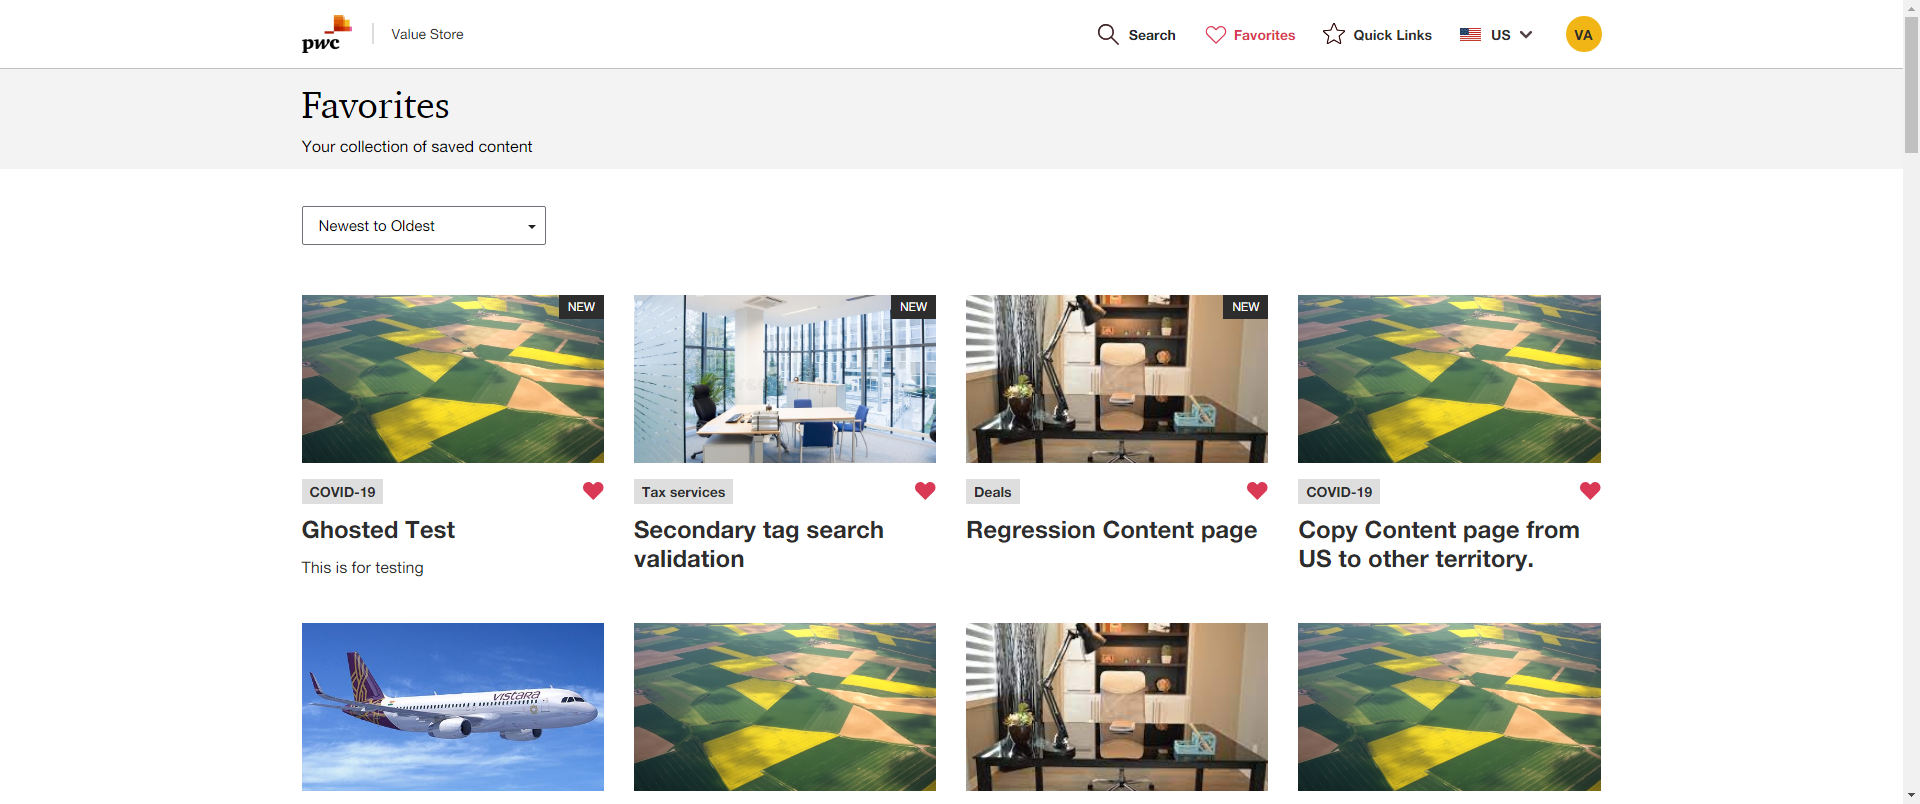 pwc
Value Store
Search
Favorites
Quick Links
US
VA
Favorites
Your collection of saved content
Newest to Oldest
NEW
NEW
NEW
COVID-19
Tax services
Deals
COVID-19
Ghosted Test
This is for testing
Secondary tag search
validation
Regression Content page
Copy Content page from
US to other territory.
VISTARA